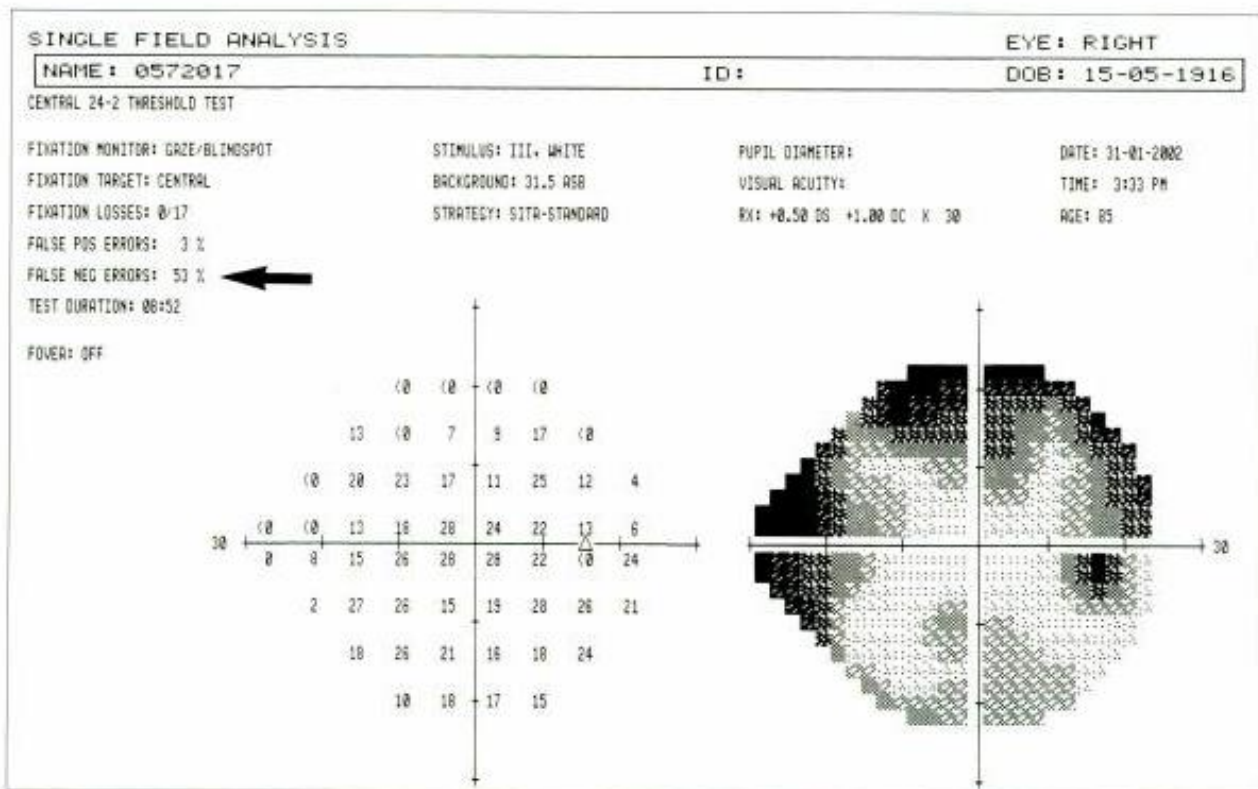 SINGLE FIELD ANALYSIS EYE: RIGHT
NAME: 0572017 ID: DOB: 15-05-1916
CENTRAL 24-2 THRESHOLD TEST
FIXATION MONITOR: GAZE/BLINDSPOT STIMULUS: III, WHITE PUPIL DIAMETER: DATE: 31-01-2002
FIXATION TARGET: CENTRAL BACKGROUND: 31.5 ASB VISUAL ACUITY: TIME: 3:33 PM
FIXATION LOSSES: 0/17 STRATEGY: SITA-STANDARD RX: +0.50 DS +1.00 DC X 30 AGE: 85
FALSE POS ERRORS: 3 %
FALSE NEG ERRORS: 53 %
TEST DURATION: 08:52
FOVEA: OFF
<0 <0 <0 <0
13 <0 7 9 17 <0
<0 20 23 17 11 25 12 4
<0 <0 13 16 28 24 22 13 6
30 30
0 8 15 26 28 28 22 <0 24
2 27 26 15 19 28 26 21
18 26 21 16 18 24
10 18 17 15